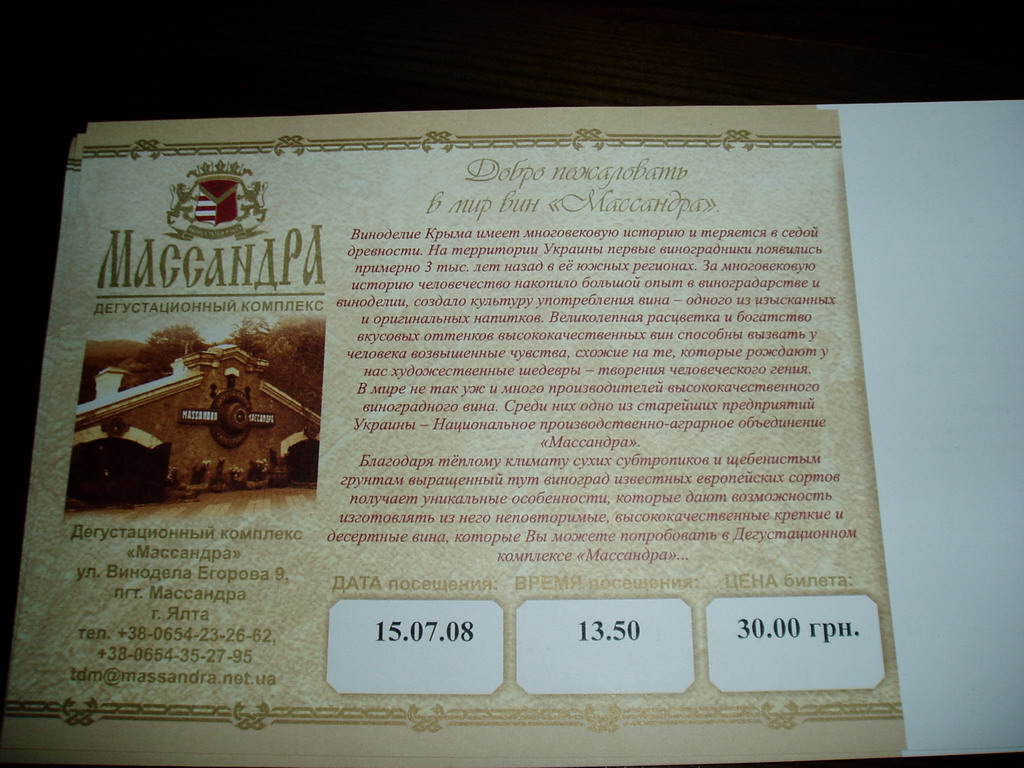 МАССАНДРА
ДЕГУСТАЦИОННЫЙ КОМПЛЕКС
MASSANDRA
МАССАНДРА
Дегустационный комплекс
«Массандра»
ул. Винодела Егорова 9,
пгт. Массандра
г. Ялта
тел. +38-0654-23-26-62,
+38-0654-35-27-95
tdm@massandra.net.ua
Добро пожаловать
в мир вин «Массандра».
Виноделие Крыма имеет многовековую историю и теряется в седой
древности. На территории Украины первые виноградники появились
примерно 3 тыс. лет назад в её южных регионах. За многовековую
историю человечество накопило большой опыт в виноградарстве и
виноделии, создало культуру употребления вина – одного из изысканных
и оригинальных напитков. Великолепная расцветка и богатство
вкусовых оттенков высококачественных вин способны вызвать у
человека возвышенные чувства, схожие на те, которые рождают у
нас художественные шедевры – творения человеческого гения.
В мире не так уж и много производителей высококачественного
виноградного вина. Среди них одно из старейших предприятий
Украины – Национальное производственно-аграрное объединение
«Массандра».
Благодаря тёплому климату сухих субтропиков и щебенистым
грунтам выращенный тут виноград известных европейских сортов
получает уникальные особенности, которые дают возможность
изготовлять из него неповторимые, высококачественные крепкие и
десертные вина, которые Вы можете попробовать в Дегустационном
комплексе «Массандра»...
ДАТА посещения: ВРЕМЯ посещения: ЦЕНА билета:
15.07.08 13.50 30.00 грн.